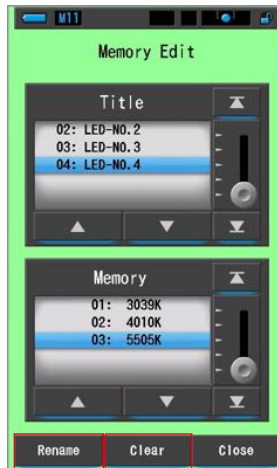 M11
Memory Edit
Title
02: LED-NO.2
03: LED-NO.3
04: LED-NO.4
Memory
01: 3039K
02: 4010K
03: 5505K
Rename Clear Close